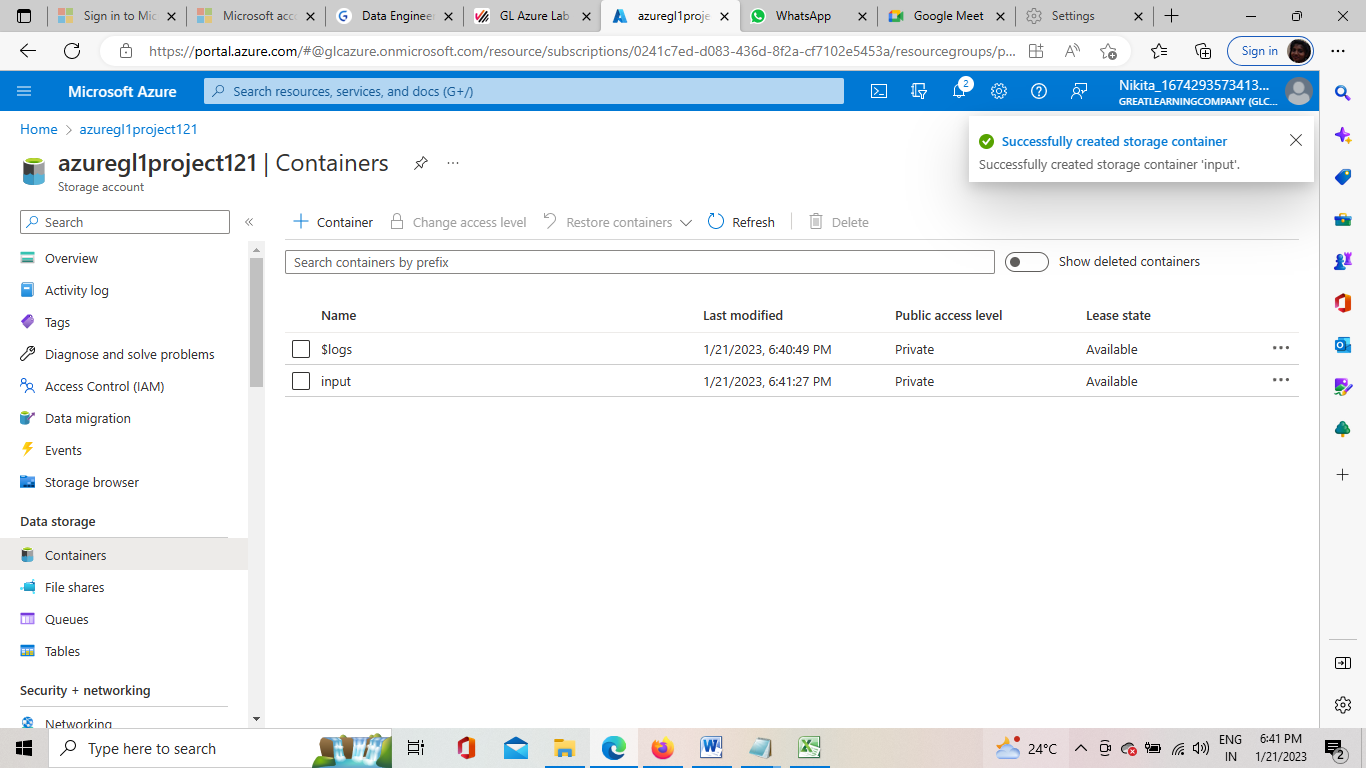 Sign in to Mic
Microsoft acco
Data Enginee
GL Azure Lab
azuregl1proje
WhatsApp
Google Meet
Settings
https://portal.azure.com/#@glcazure.onmicrosoft.com/resource/subscriptions/0241c7ed-d083-436d-8f2a-cf7102e5453a/resourcegroups/p...
Sign in
Microsoft Azure
Search resources, services, and docs (G+/)
2
Nikita_1674293573413...
GREATLEARNINGCOMPANY (GLC...
Home > azuregl1project121
azuregl1project121 | Containers
Storage account
Successfully created storage container
Successfully created storage container 'input'.
Search
Container
Change access level
Restore containers
Refresh
Delete
Search containers by prefix
Show deleted containers
Overview
Activity log
Tags
Diagnose and solve problems
Access Control (IAM)
Data migration
Events
Storage browser
Data storage
Containers
File shares
Queues
Tables
Security + networking
Networking
Name Last modified Public access level Lease state
$logs 1/21/2023, 6:40:49 PM Private Available
input 1/21/2023, 6:41:27 PM Private Available
Type here to search
24°C
ENG
IN
6:41 PM
1/21/2023
2